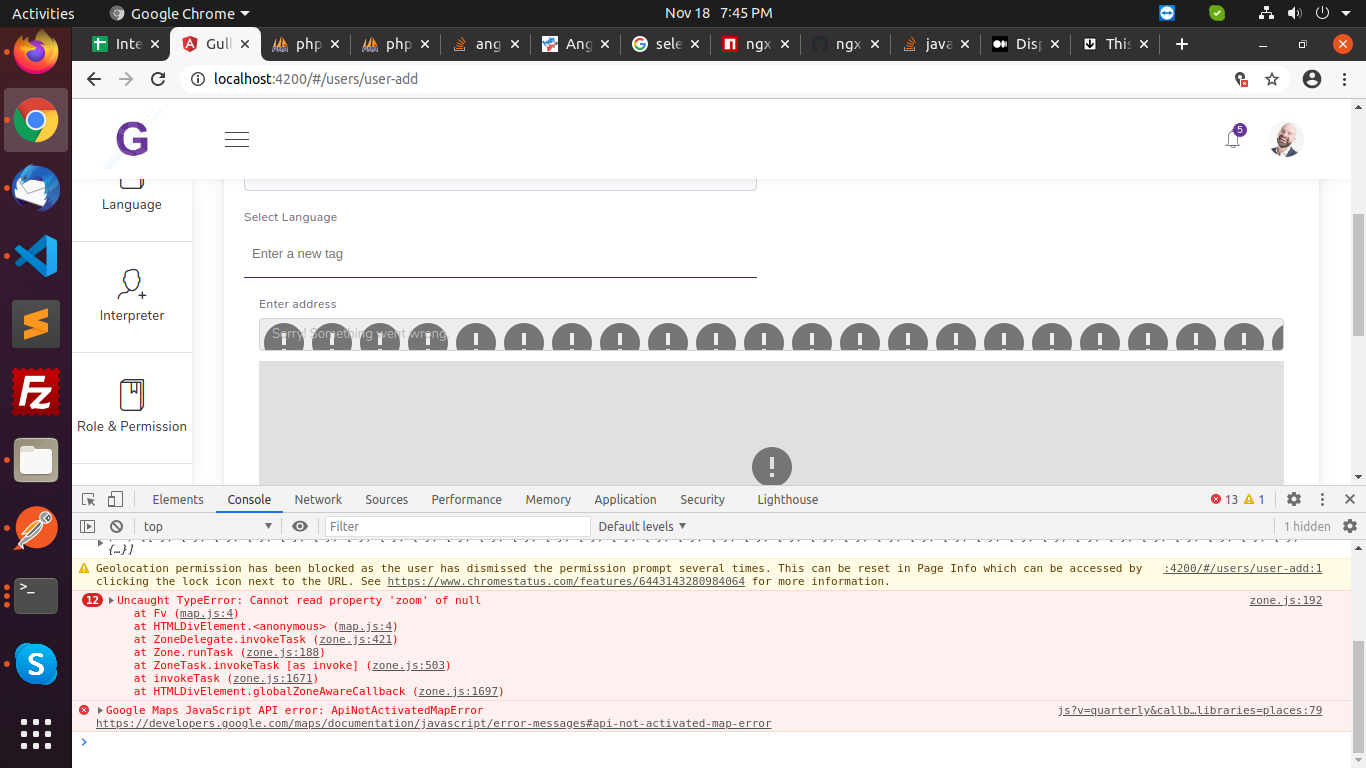 Activities
Google Chrome
Nov 18 7:45 PM
Inte
Gull
php
php
ang
Ang
sele
ngx
ngx
java
Disp
This
localhost:4200/#/users/user-add
G
5
Language
Interpreter
Role & Permission
Select Language
Enter a new tag
Enter address
Sorry! Something went wrong.
Elements Console Network Sources Performance Memory Application Security Lighthouse
13 1
top Filter Default levels 1 hidden
{…}]
Geolocation permission has been blocked as the user has dismissed the permission prompt several times. This can be reset in Page Info which can be accessed by :4200/#/users/user-add:1
clicking the lock icon next to the URL. See https://www.chromestatus.com/features/6443143280984064 for more information.
12 Uncaught TypeError: Cannot read property 'zoom' of null zone.js:192
at Fv (map.js:4)
at HTMLDivElement.<anonymous> (map.js:4)
at ZoneDelegate.invokeTask (zone.js:421)
at Zone.runTask (zone.js:188)
at ZoneTask.invokeTask [as invoke] (zone.js:503)
at invokeTask (zone.js:1671)
at HTMLDivElement.globalZoneAwareCallback (zone.js:1697)
Google Maps JavaScript API error: ApiNotActivatedMapError js?v=quarterly&callb…libraries=places:79
https://developers.google.com/maps/documentation/javascript/error-messages#api-not-activated-map-error